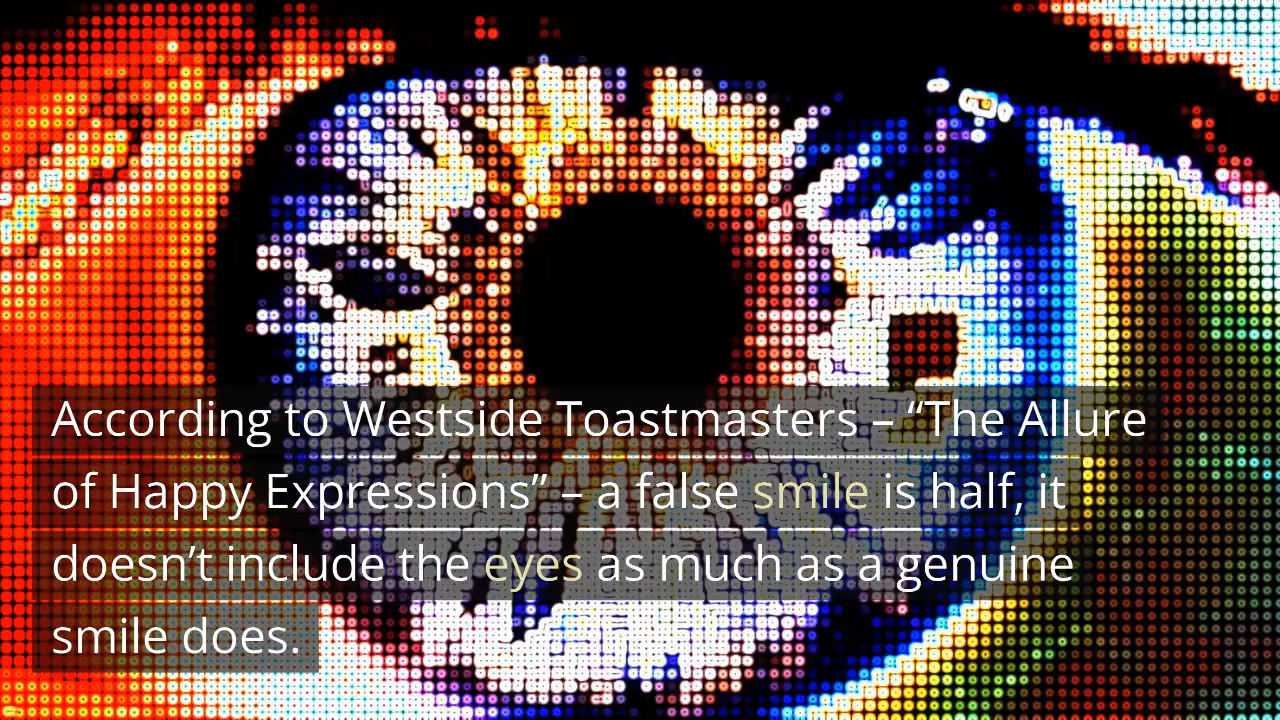 According to Westside Toastmasters – “The Allure
of Happy Expressions” – a false smile is half, it
doesn’t include the eyes as much as a genuine
smile does.